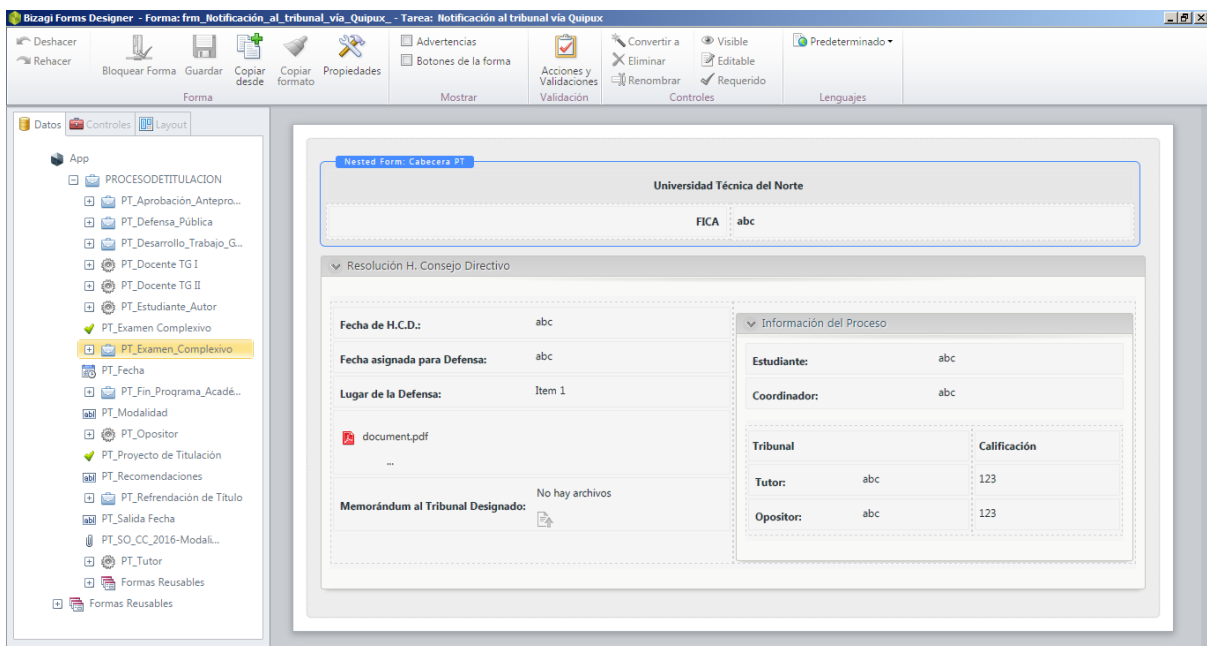 Bizagi Forms Designer - Forma: frm_Notificación_al_tribunal_vía_Quipux_ - Tarea: Notificación al tribunal vía Quipux
Deshacer
Rehacer
Bloquear Forma
Guardar
Copiar desde
Forma
Copiar formato
Propiedades
Advertencias
Botones de la forma
Mostrar
Acciones y Validaciones
Validación
Convertir a
Eliminar
Renombrar
Visible
Editable
Requerido
Controles
Predeterminado
Lenguajes
Datos
Controles
Layout
App
PROCESODETITULACION
PT_Aprobación_Antepro...
PT_Defensa_Pública
PT_Desarrollo_Trabajo_G...
PT_Docente TG I
PT_Docente TG II
PT_Estudiante_Autor
PT_Examen Complexivo
PT_Examen_Complexivo
PT_Fecha
PT_Fin_Programa_Acadé...
PT_Modalidad
PT_Opositor
PT_Proyecto de Titulación
PT_Recomendaciones
PT_Refrendación de Título
PT_Salida Fecha
PT_SO_CC_2016-Modali...
PT_Tutor
Formas Reusables
Formas Reusables
Nested Form: Cabecera PT
Universidad Técnica del Norte
FICA abc
Resolución H. Consejo Directivo
Fecha de H.C.D.: abc
Fecha asignada para Defensa: abc
Lugar de la Defensa: Item 1
document.pdf
...
Memorándum al Tribunal Designado: No hay archivos
Información del Proceso
Estudiante: abc
Coordinador: abc
Tribunal Calificación
Tutor: abc 123
Opositor: abc 123